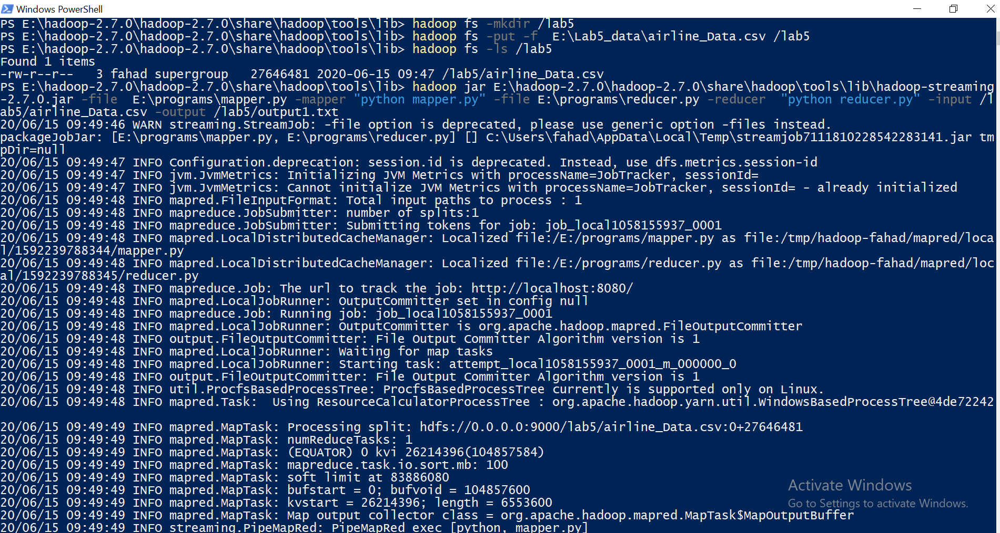 Windows PowerShell
PS E:\hadoop-2.7.0\hadoop-2.7.0\share\hadoop\tools\lib> hadoop fs -mkdir /lab5
PS E:\hadoop-2.7.0\hadoop-2.7.0\share\hadoop\tools\lib> hadoop fs -put -f  E:\Lab5_data\airline_Data.csv /lab5
PS E:\hadoop-2.7.0\hadoop-2.7.0\share\hadoop\tools\lib> hadoop fs -ls /lab5
Found 1 items
-rw-r--r--   3 fahad supergroup   27646481 2020-06-15 09:47 /lab5/airline_Data.csv
PS E:\hadoop-2.7.0\hadoop-2.7.0\share\hadoop\tools\lib> hadoop jar E:\hadoop-2.7.0\hadoop-2.7.0\share\hadoop\tools\lib\hadoop-streaming
-2.7.0.jar -file  E:\programs\mapper.py -mapper "python mapper.py" -file E:\programs\reducer.py -reducer  "python reducer.py" -input /l
ab5/airline_Data.csv -output /lab5/output1.txt
20/06/15 09:49:46 WARN streaming.StreamJob: -file option is deprecated, please use generic option -files instead.
packageJobJar: [E:\programs\mapper.py, E:\programs\reducer.py] [] C:\Users\fahad\AppData\Local\Temp\streamjob7111810228542283141.jar tm
pDir=null
20/06/15 09:49:47 INFO Configuration.deprecation: session.id is deprecated. Instead, use dfs.metrics.session-id
20/06/15 09:49:47 INFO jvm.JvmMetrics: Initializing JVM Metrics with processName=JobTracker, sessionId=
20/06/15 09:49:47 INFO jvm.JvmMetrics: Cannot initialize JVM Metrics with processName=JobTracker, sessionId= - already initialized
20/06/15 09:49:48 INFO mapred.FileInputFormat: Total input paths to process : 1
20/06/15 09:49:48 INFO mapreduce.JobSubmitter: number of splits:1
20/06/15 09:49:48 INFO mapreduce.JobSubmitter: Submitting tokens for job: job_local1058155937_0001
20/06/15 09:49:48 INFO mapred.LocalDistributedCacheManager: Localized file:/E:/programs/mapper.py as file:/tmp/hadoop-fahad/mapred/loca
l/1592239788344/mapper.py
20/06/15 09:49:48 INFO mapred.LocalDistributedCacheManager: Localized file:/E:/programs/reducer.py as file:/tmp/hadoop-fahad/mapred/loc
al/1592239788345/reducer.py
20/06/15 09:49:48 INFO mapreduce.Job: The url to track the job: http://localhost:8080/
20/06/15 09:49:48 INFO mapred.LocalJobRunner: OutputCommitter set in config null
20/06/15 09:49:48 INFO mapreduce.Job: Running job: job_local1058155937_0001
20/06/15 09:49:48 INFO mapred.LocalJobRunner: OutputCommitter is org.apache.hadoop.mapred.FileOutputCommitter
20/06/15 09:49:48 INFO output.FileOutputCommitter: File Output Committer Algorithm version is 1
20/06/15 09:49:48 INFO mapred.LocalJobRunner: Waiting for map tasks
20/06/15 09:49:48 INFO mapred.LocalJobRunner: Starting task: attempt_local1058155937_0001_m_000000_0
20/06/15 09:49:48 INFO output.FileOutputCommitter: File Output Committer Algorithm version is 1
20/06/15 09:49:48 INFO util.ProcfsBasedProcessTree: ProcfsBasedProcessTree currently is supported only on Linux.
20/06/15 09:49:48 INFO mapred.Task:  Using ResourceCalculatorProcessTree : org.apache.hadoop.yarn.util.WindowsBasedProcessTree@4de72242
20/06/15 09:49:49 INFO mapred.MapTask: Processing split: hdfs://0.0.0.0:9000/lab5/airline_Data.csv:0+27646481
20/06/15 09:49:49 INFO mapred.MapTask: numReduceTasks: 1
20/06/15 09:49:49 INFO mapred.MapTask: (EQUATOR) 0 kvi 26214396(104857584)
20/06/15 09:49:49 INFO mapred.MapTask: mapreduce.task.io.sort.mb: 100
20/06/15 09:49:49 INFO mapred.MapTask: soft limit at 83886080
20/06/15 09:49:49 INFO mapred.MapTask: bufstart = 0; bufvoid = 104857600
20/06/15 09:49:49 INFO mapred.MapTask: kvstart = 26214396; length = 6553600
20/06/15 09:49:49 INFO mapred.MapTask: Map output collector class = org.apache.hadoop.mapred.MapTask$MapOutputBuffer
20/06/15 09:49:49 INFO streaming.PipeMapRed: PipeMapRed exec [python, mapper.py]
Activate Windows
Go to Settings to activate Windows.